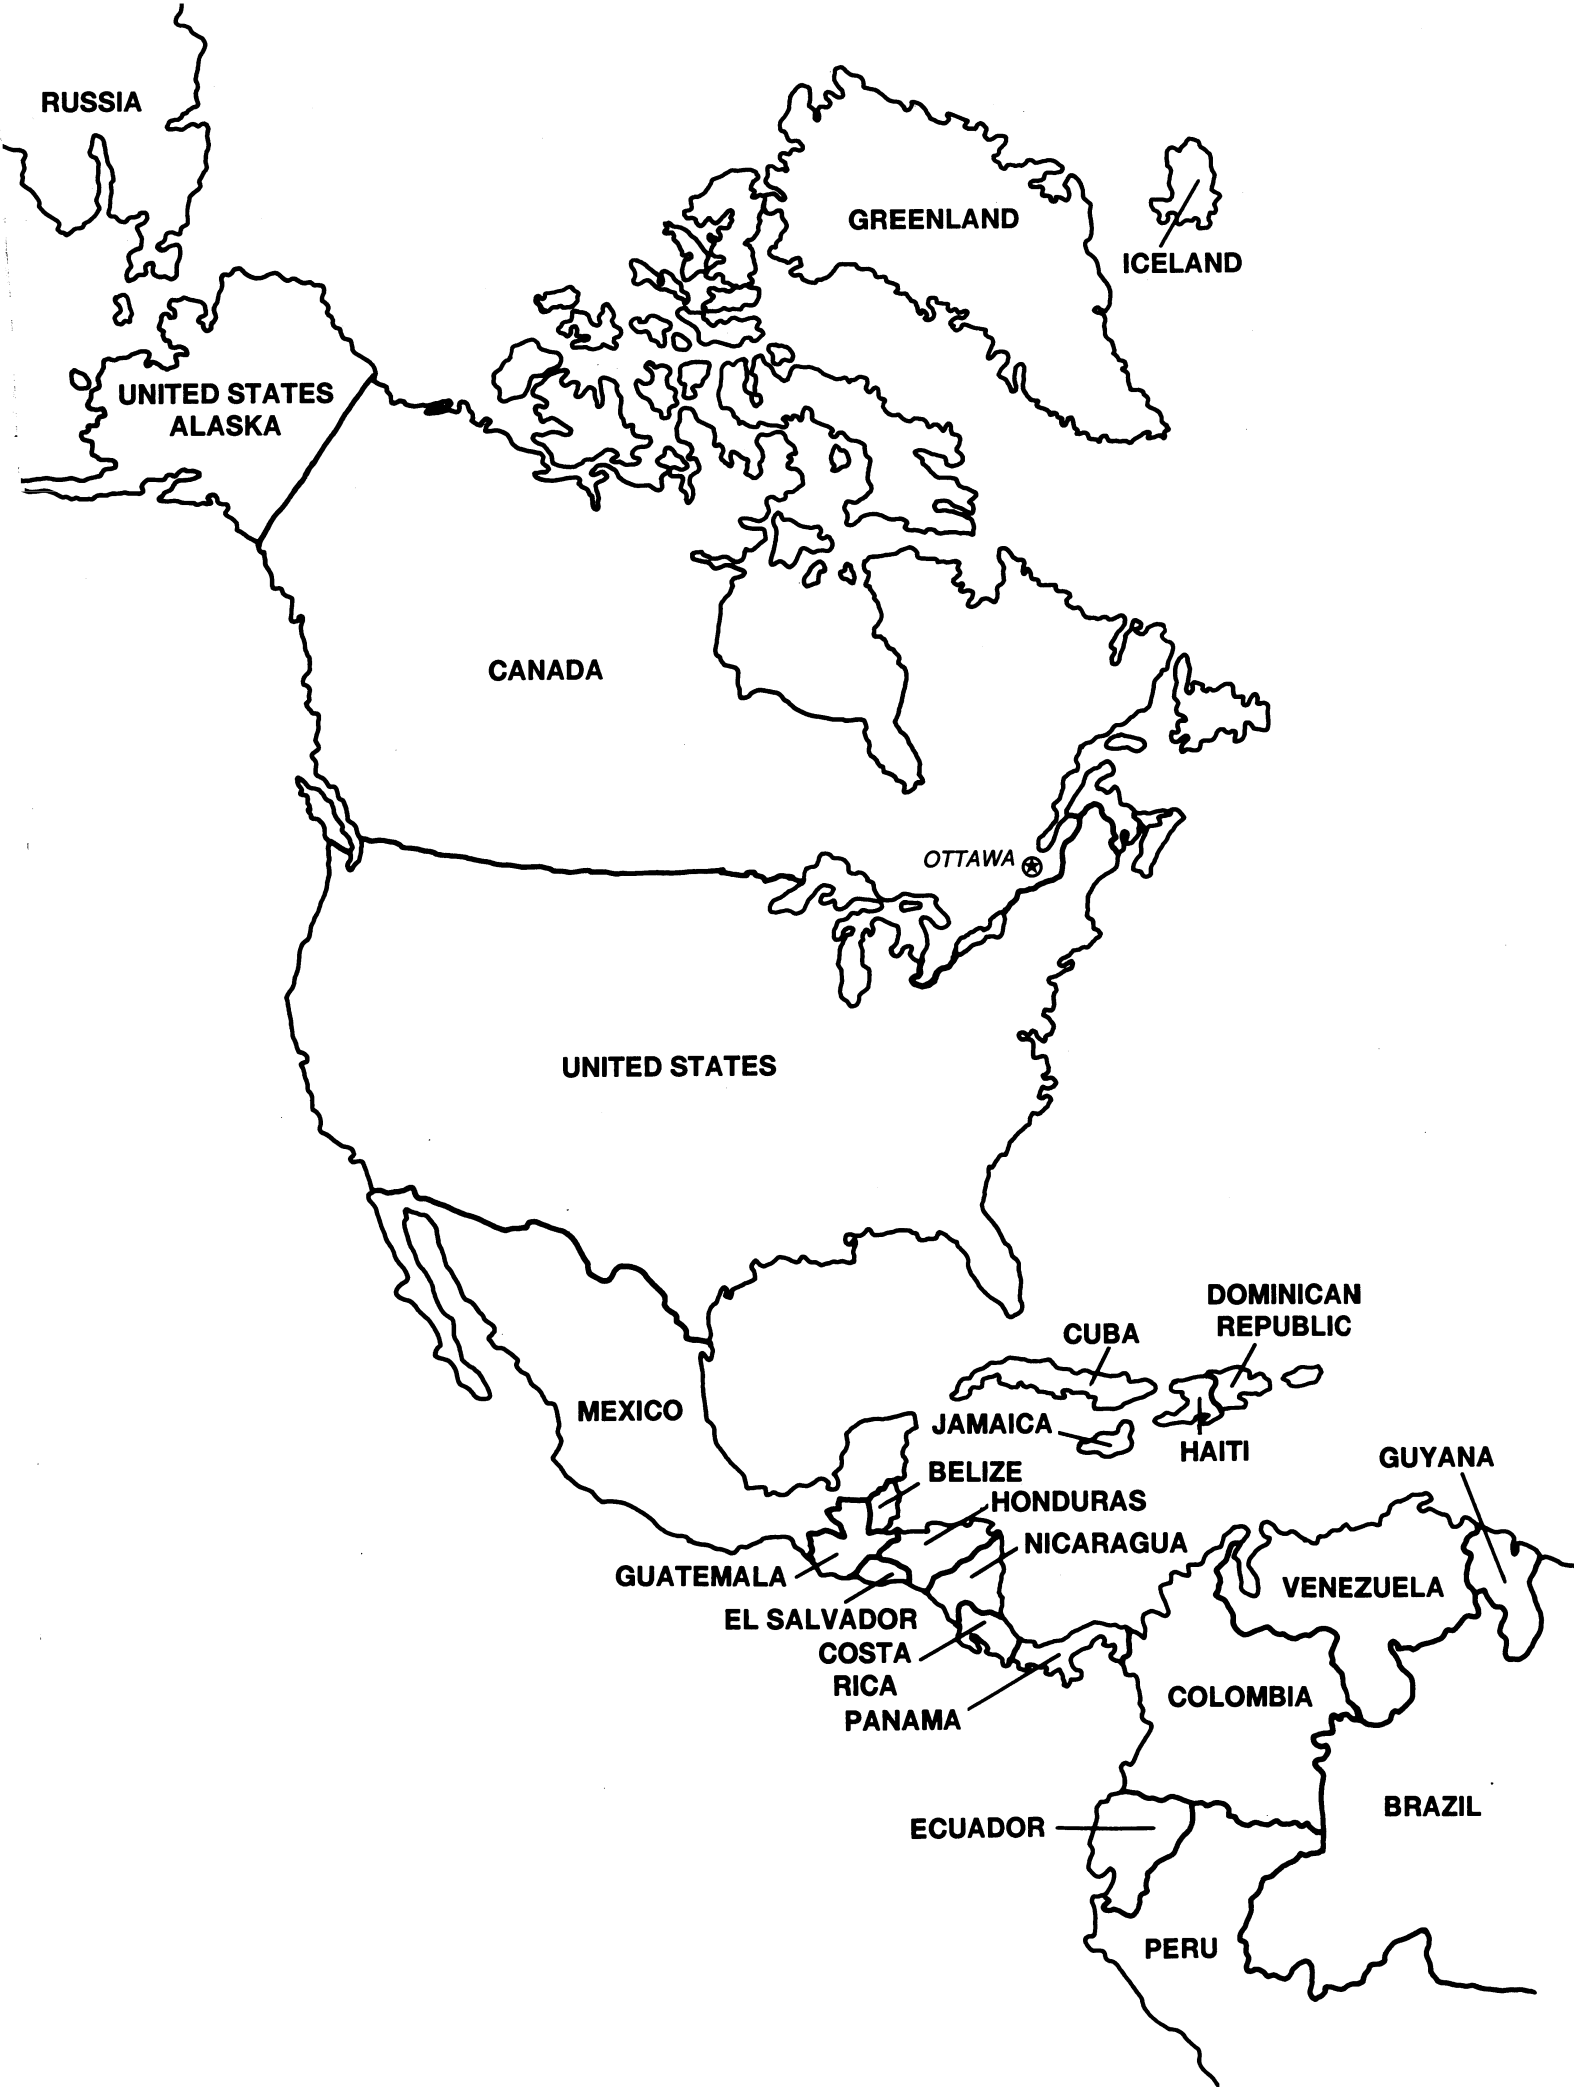 RUSSIA
GREENLAND
ICELAND
UNITED STATES
ALASKA
CANADA
OTTAWA
UNITED STATES
DOMINICAN
REPUBLIC
CUBA
MEXICO
JAMAICA
HAITI
GUYANA
BELIZE
HONDURAS
NICARAGUA
GUATEMALA
VENEZUELA
EL SALVADOR
COSTA
RICA
PANAMA
COLOMBIA
BRAZIL
ECUADOR
PERU